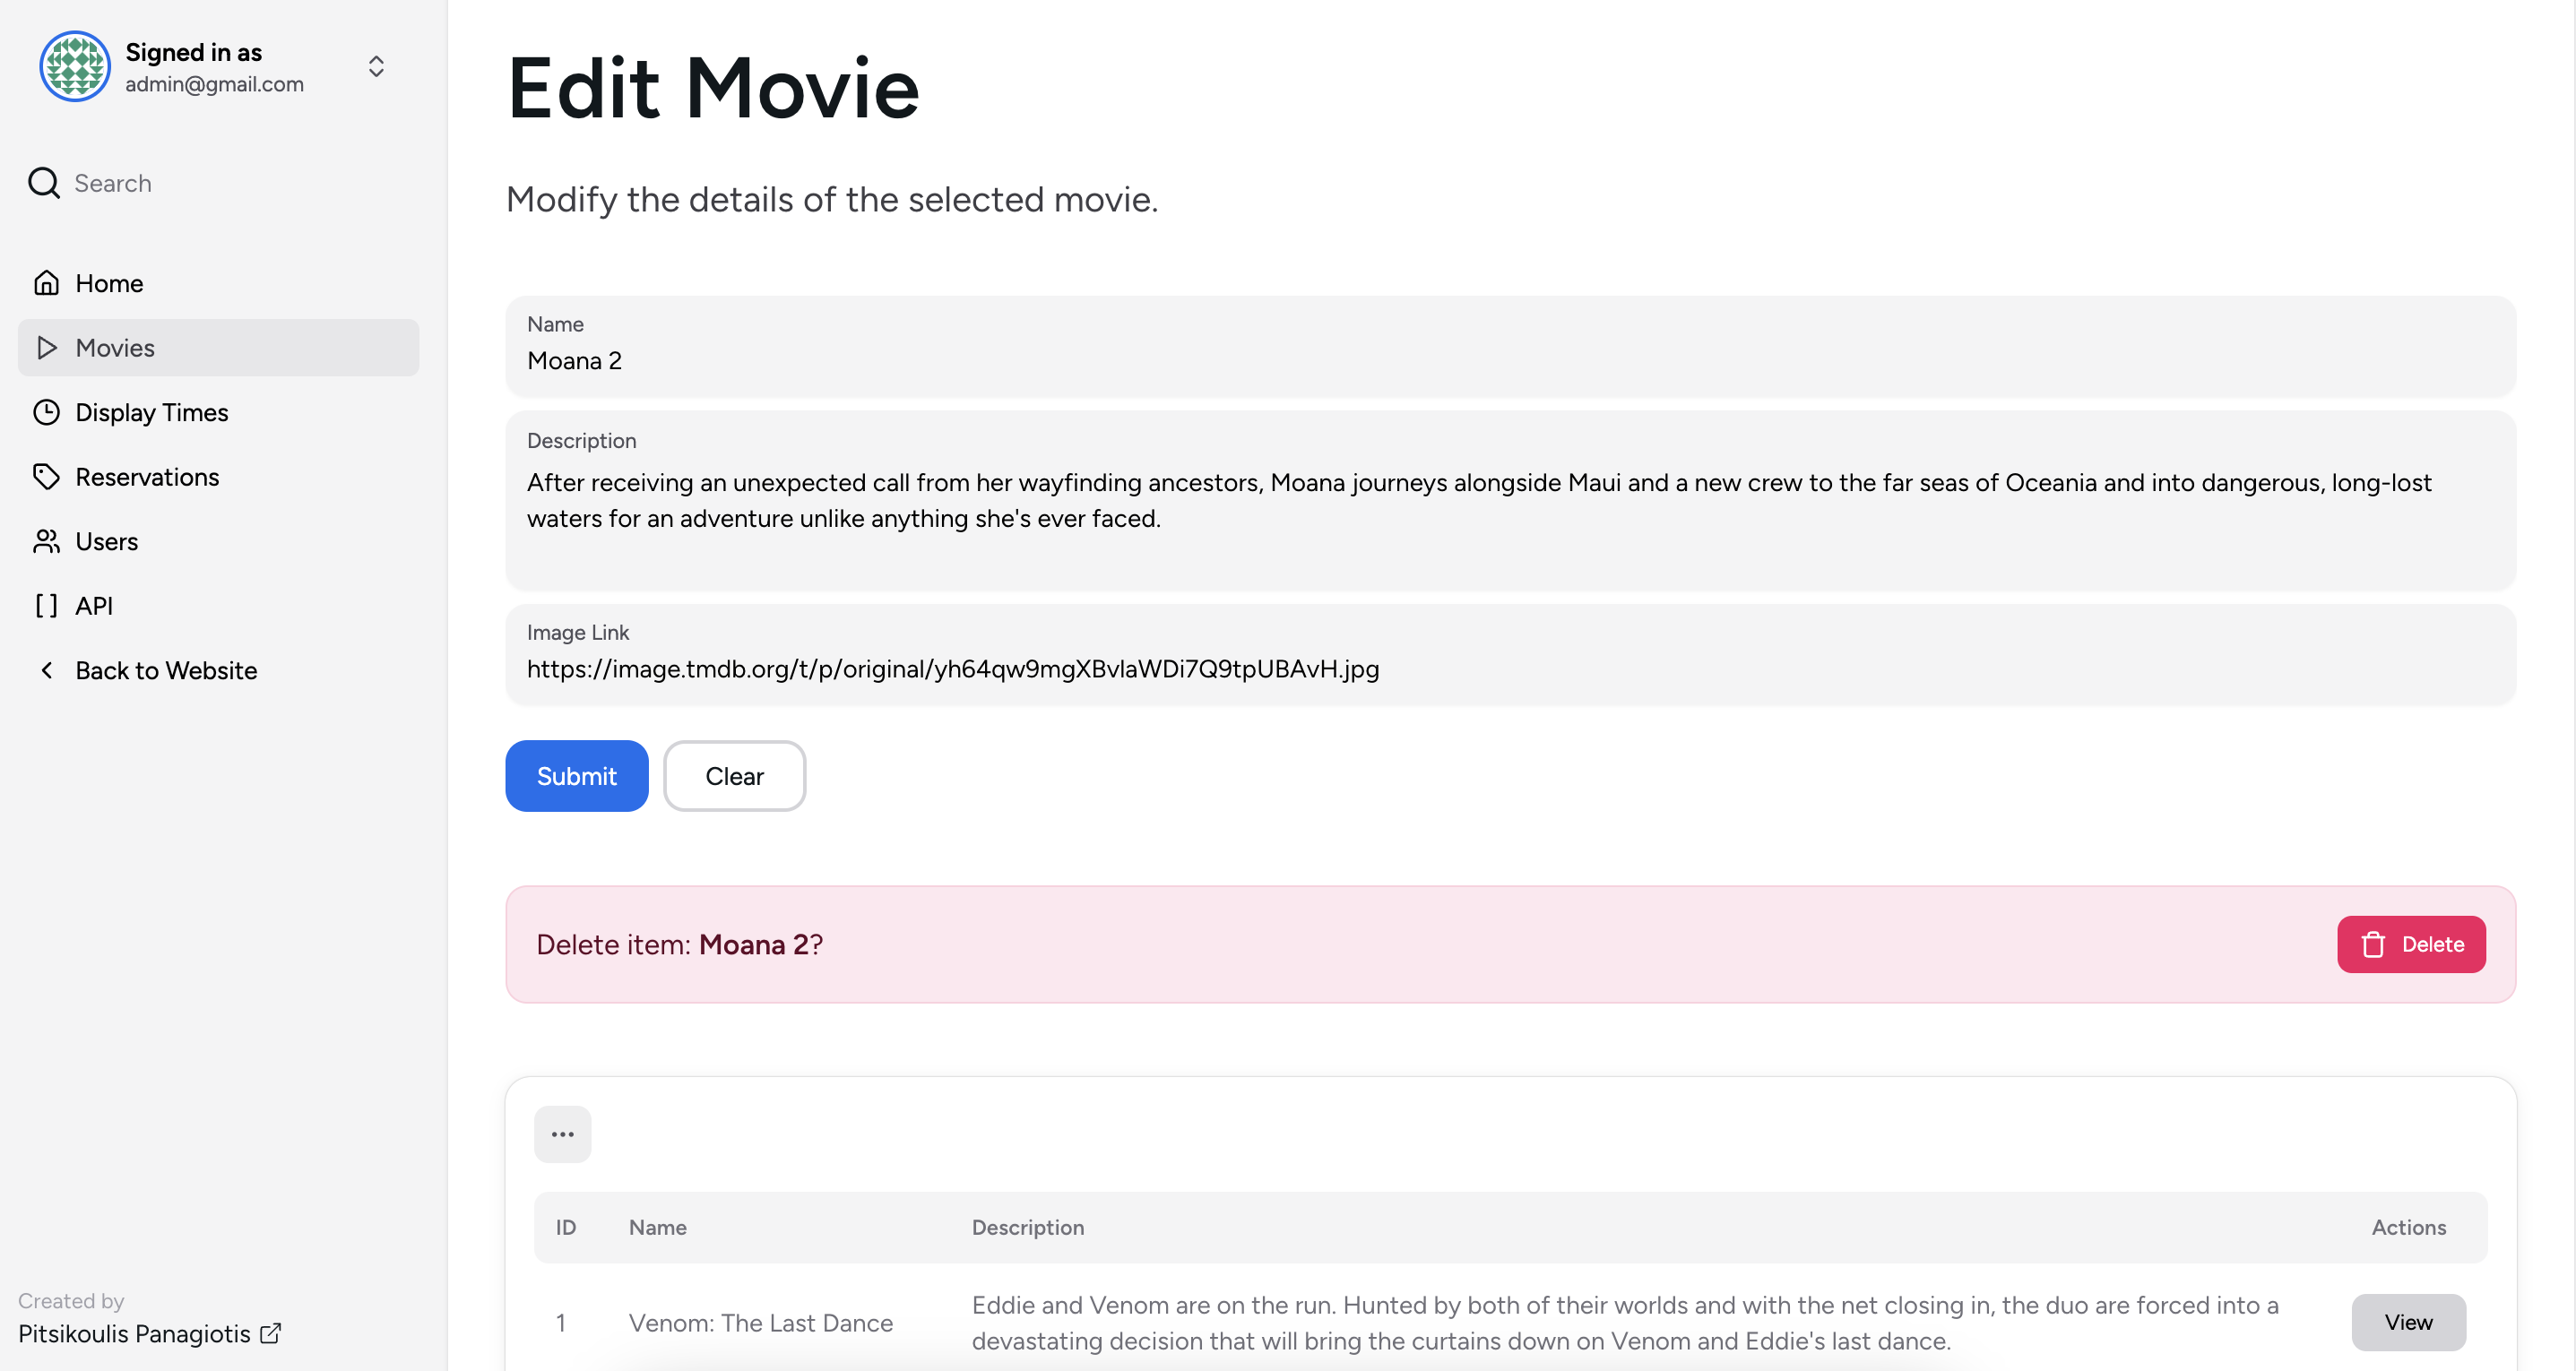 Signed in as
admin@gmail.com
Search
Home
Movies
Display Times
Reservations
Users
API
Back to Website
Created by
Pitsikoulis Panagiotis
Edit Movie
Modify the details of the selected movie.
Name
Moana 2
Description
After receiving an unexpected call from her wayfinding ancestors, Moana journeys alongside Maui and a new crew to the far seas of Oceania and into dangerous, long-lost
waters for an adventure unlike anything she's ever faced.
Image Link
https://image.tmdb.org/t/p/original/yh64qw9mgXBvlaWDi7Q9tpUBAvH.jpg
Submit Clear
Delete item: Moana 2? Delete
ID Name Description Actions
1 Venom: The Last Dance Eddie and Venom are on the run. Hunted by both of their worlds and with the net closing in, the duo are forced into a
devastating decision that will bring the curtains down on Venom and Eddie's last dance. View